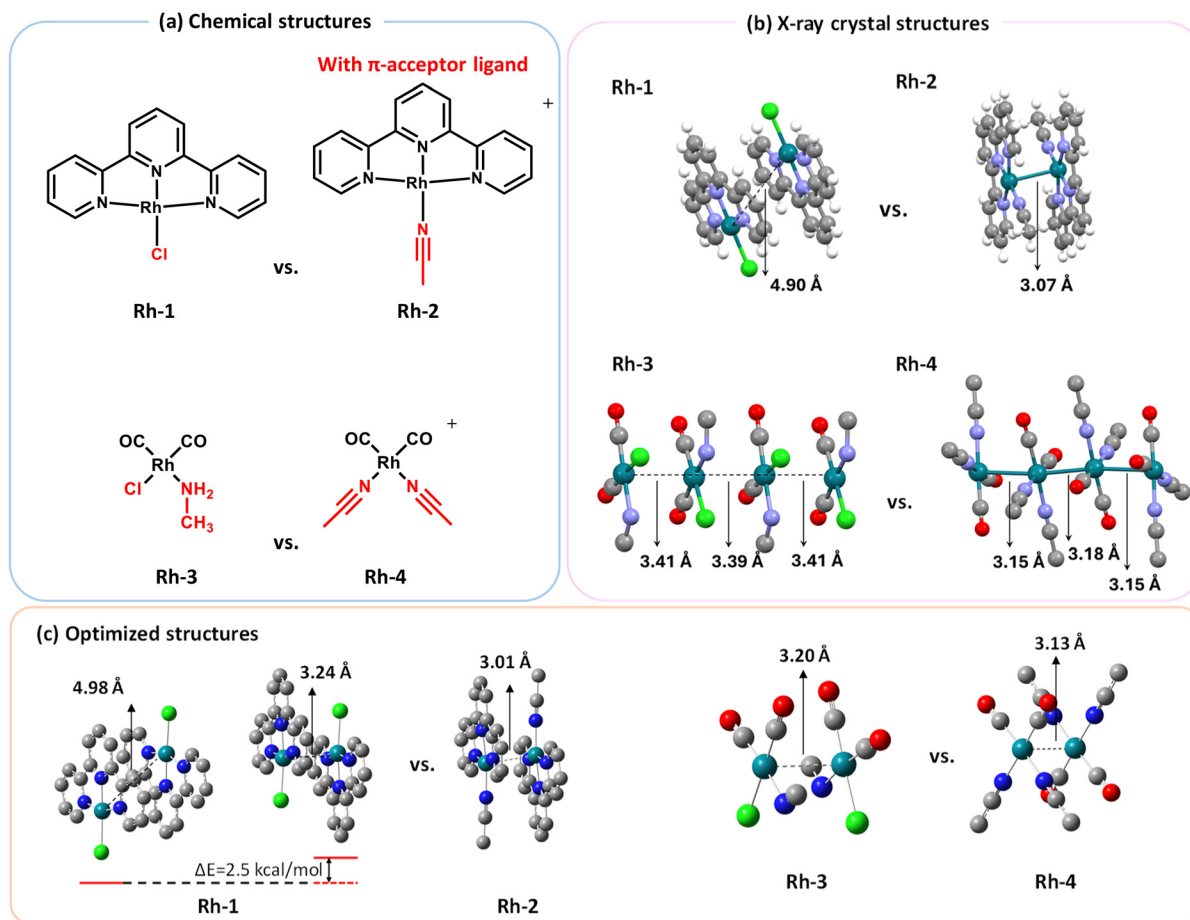 (a) Chemical structures
With π-acceptor ligand
+
N
N
N
Rh
Cl
N
N
N
Rh
N
vs.
Rh-1
Rh-2
OC
CO
Rh
Cl
NH2
CH3
+
OC
CO
Rh
N
N
vs.
Rh-3
Rh-4
(b) X-ray crystal structures
Rh-1
Rh-2
vs.
4.90 Å
3.07 Å
Rh-3
Rh-4
vs.
3.41 Å
3.39 Å
3.41 Å
3.15 Å
3.18 Å
3.15 Å
(c) Optimized structures
4.98 Å
3.24 Å
3.01 Å
3.20 Å
3.13 Å
vs.
vs.
ΔE=2.5 kcal/mol
Rh-1
Rh-2
Rh-3
Rh-4